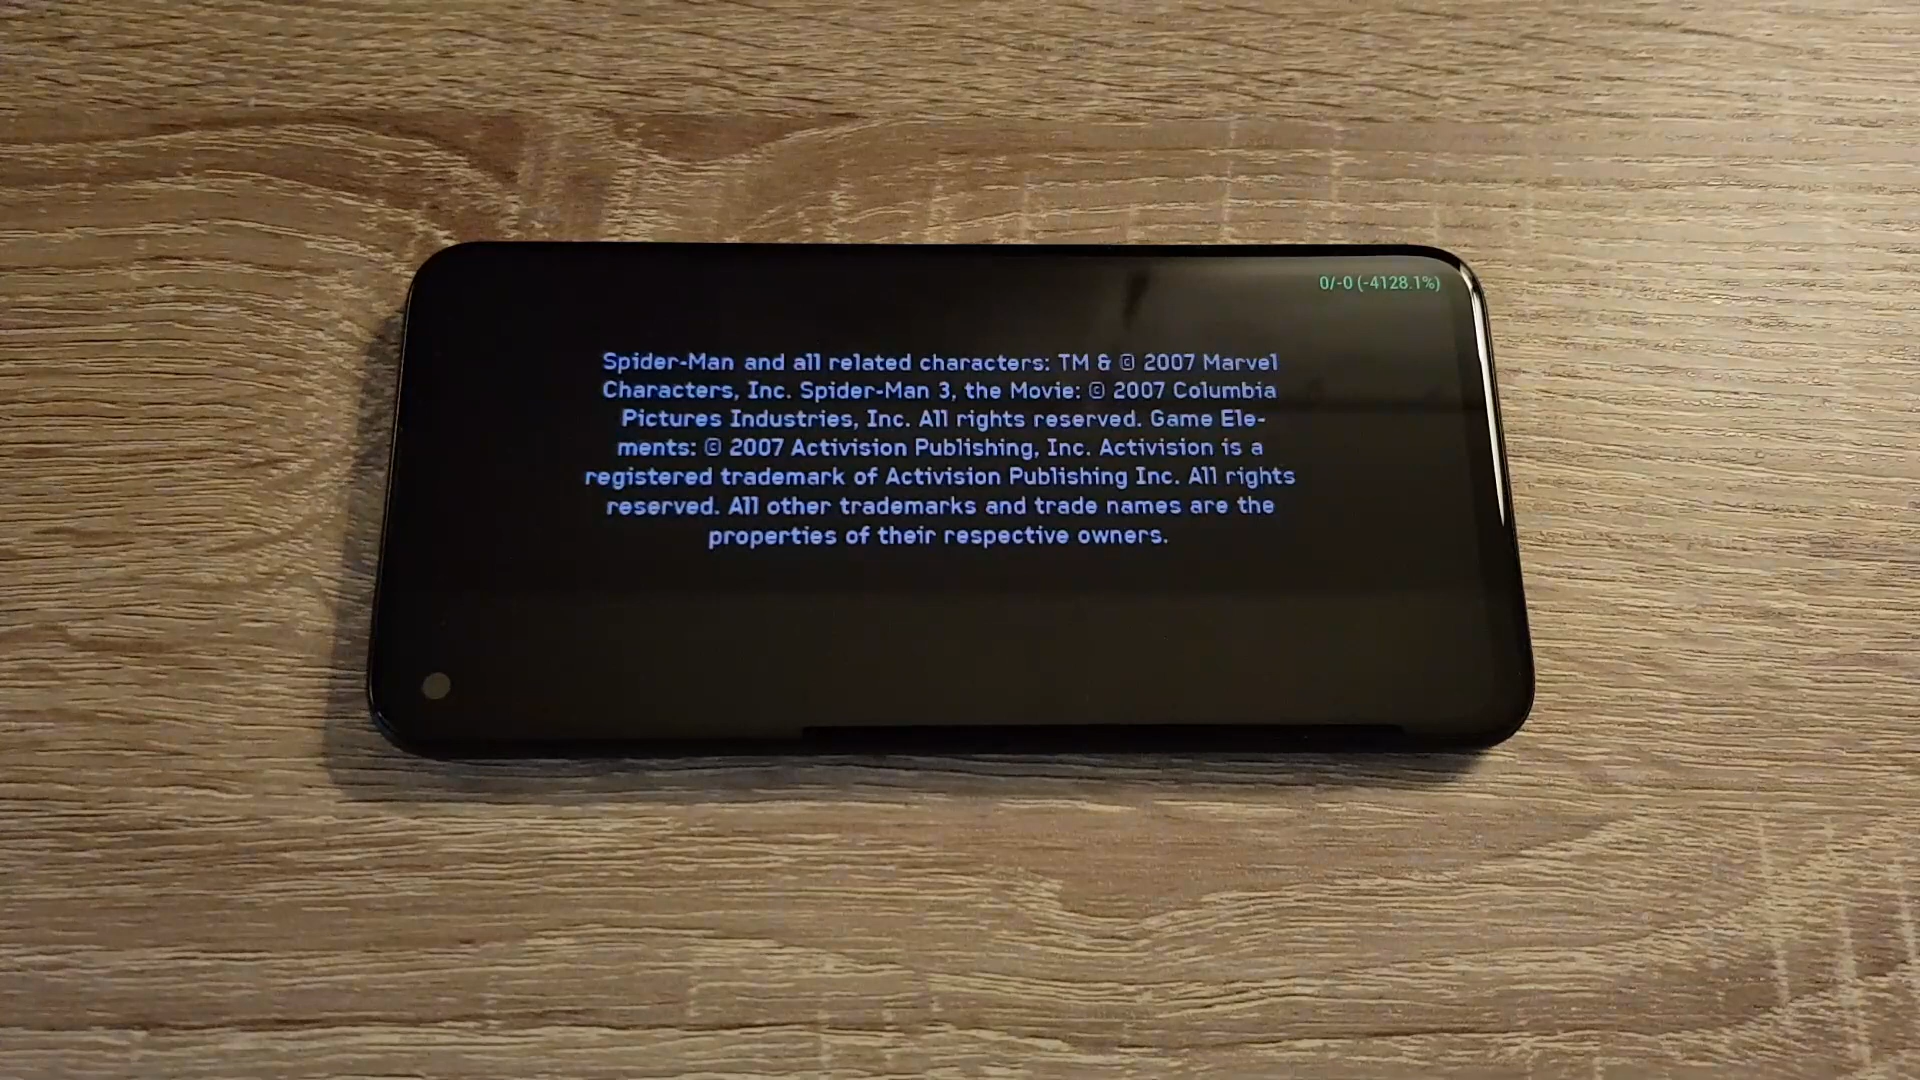 0/-0 (-4128.1%)
Spider-Man and all related characters: TM & © 2007 Marvel
Characters, Inc. Spider-Man 3, the Movie: © 2007 Columbia
Pictures Industries, Inc. All rights reserved. Game Ele-
ments: © 2007 Activision Publishing, Inc. Activision is a
registered trademark of Activision Publishing Inc. All rights
reserved. All other trademarks and trade names are the
properties of their respective owners.